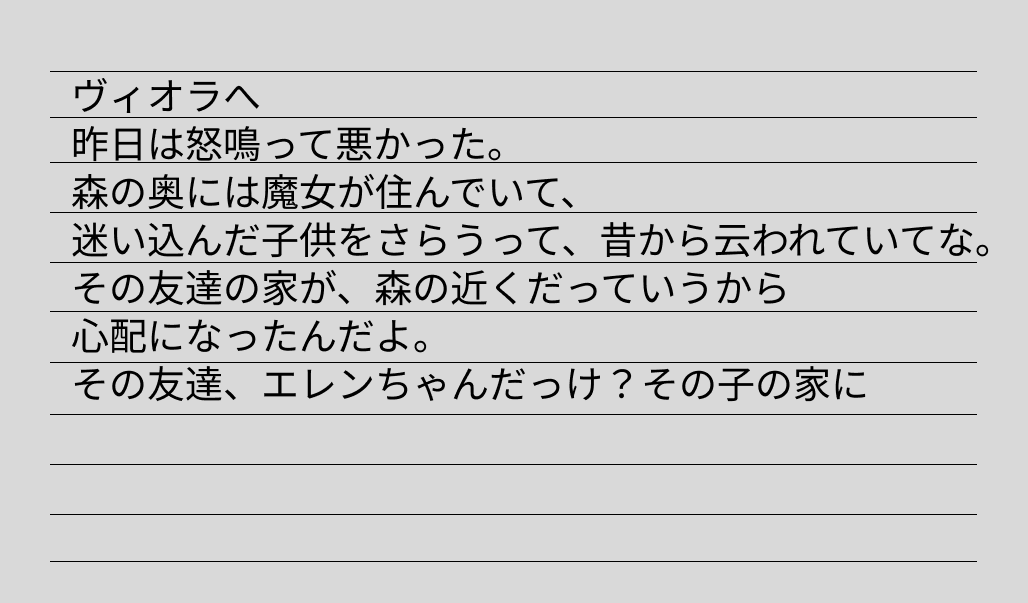 ヴィオラへ
昨日は怒鳴って悪かった。
森の奥には魔女が住んでいて、
迷い込んだ子供をさらうって、昔から云われていてな。
その友達の家が、森の近くだっていうから
心配になったんだよ。
その友達、エレンちゃんだっけ？その子の家に